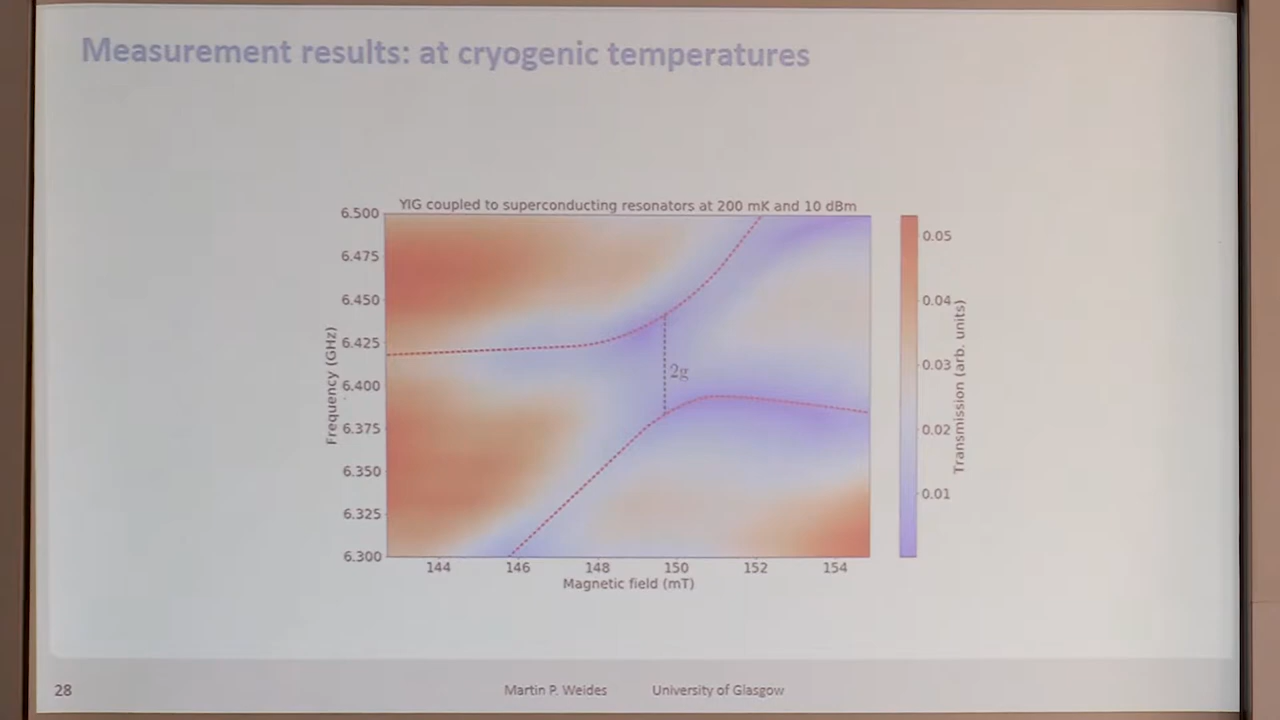 Measurement results: at cryogenic temperatures
YIG coupled to superconducting resonators at 200 mK and 10 dBm
6.500
6.475
6.450
6.425
6.400
6.375
6.350
6.325
6.300
Frequency (GHz)
2g
144 146 148 150 152 154
Magnetic field (mT)
0.05
0.04
0.03
0.02
0.01
Transmission (arb. units)
28 Martin P. Weides University of Glasgow